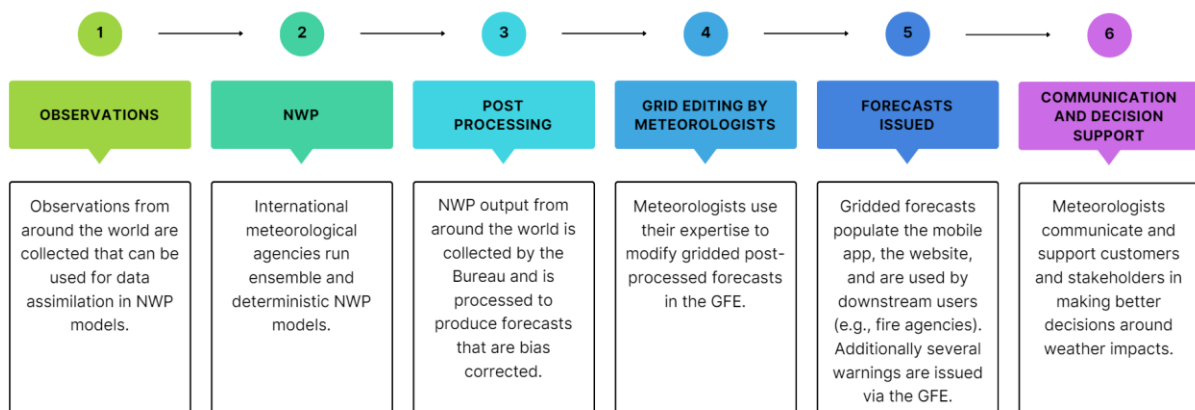 1
2
3
4
5
6
OBSERVATIONS
NWP
POST
PROCESSING
GRID EDITING BY
METEOROLOGISTS
FORECASTS
ISSUED
COMMUNICATION
AND DECISION
SUPPORT
Observations from
around the world are
collected that can be
used for data
assimilation in NWP
models.
International
meteorological
agencies run
ensemble and
deterministic NWP
models.
NWP output from
around the world is
collected by the
Bureau and is
processed to
produce forecasts
that are bias
corrected.
Meteorologists use
their expertise to
modify gridded post-
processed forecasts
in the GFE.
Gridded forecasts
populate the mobile
app, the website,
and are used by
downstream users
(e.g., fire agencies).
Additionally several
warnings are issued
via the GFE.
Meteorologists
communicate and
support customers
and stakeholders in
making better
decisions around
weather impacts.